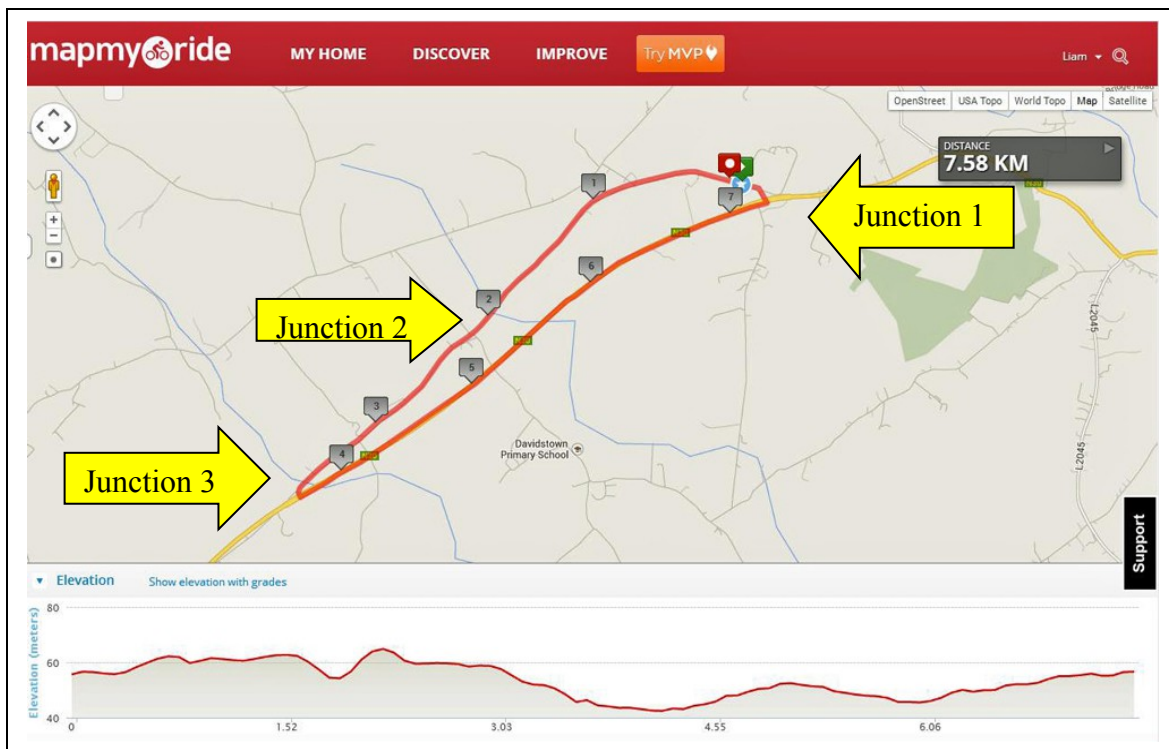 mapmyride MY HOME DISCOVER IMPROVE Try MVP Liam
OpenStreet USA Topo World Topo Map Satellite
DISTANCE
7.58 KM
1
7
Junction 1
6
2
Junction 2
5
L2045
3
Davidstown
Primary School
4
L2045
Junction 3
Support
Elevation Show elevation with grades
Elevation (meters)
80
60
40
0 1.52 3.03 4.55 6.06